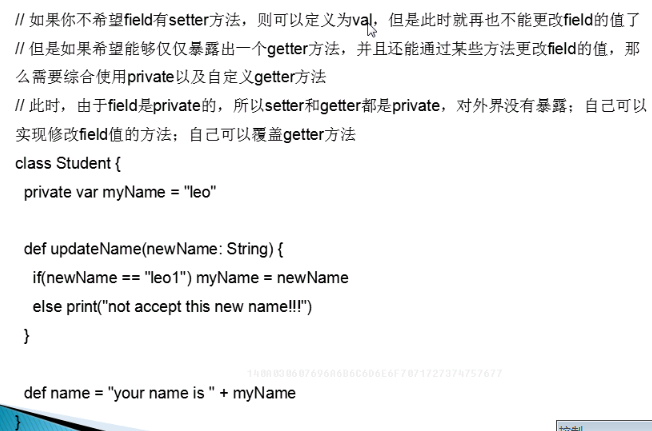 // 如果你不希望field有setter方法，则可以定义为val，但是此时就再也不能更改field的值了
// 但是如果希望能够仅仅暴露出一个getter方法，并且还能通过某些方法更改field的值，那
么需要综合使用private以及自定义getter方法
// 此时，由于field是private的，所以setter和getter都是private，对外界没有暴露；自己可以
实现修改field值的方法；自己可以覆盖getter方法
class Student {
private var myName = "leo"
def updateName(newName: String) {
if(newName == "leo1") myName = newName
else print("not accept this new name!!!")
}
def name = "your name is " + myName
}